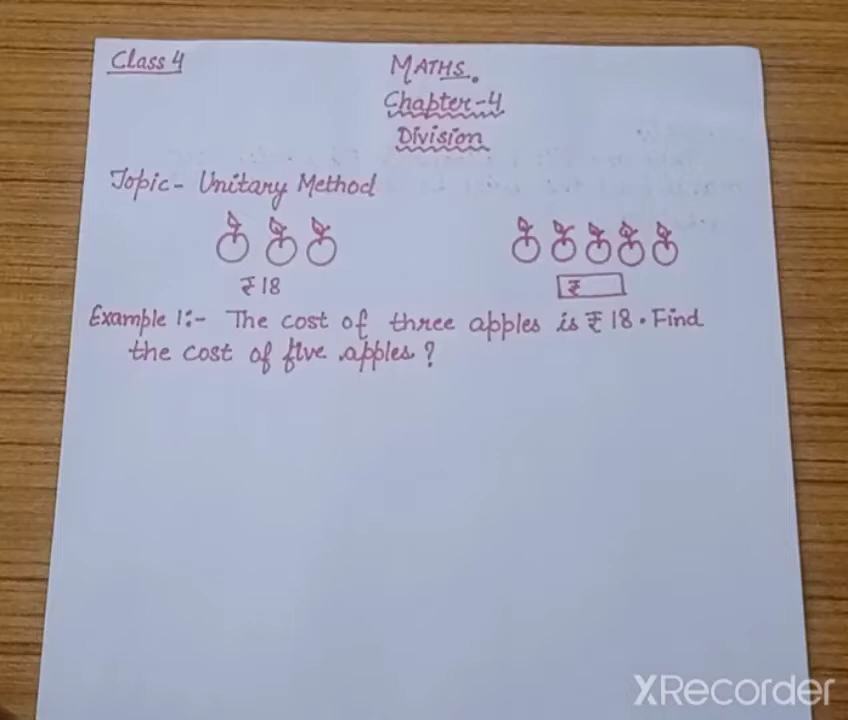 Class 4
MATHS.
Chapter-4
Division
Topic- Unitary Method
₹18
₹
Example 1:- The cost of three apples is ₹18. Find
the cost of five apples?
XRecorder